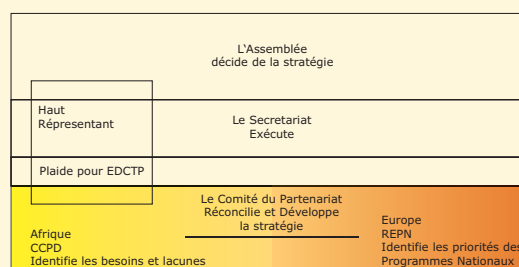 L'Assemblée
décide de la stratégie
Haut
Réprésentant
Le Secretariat
Exécute
Plaide pour EDCTP
Le Comité du Partenariat
Réconcilie et Développe
la stratégie
Afrique
CCPD
Identifie les besoins et lacunes
Europe
REPN
Identifie les priorités des
Programmes Nationaux